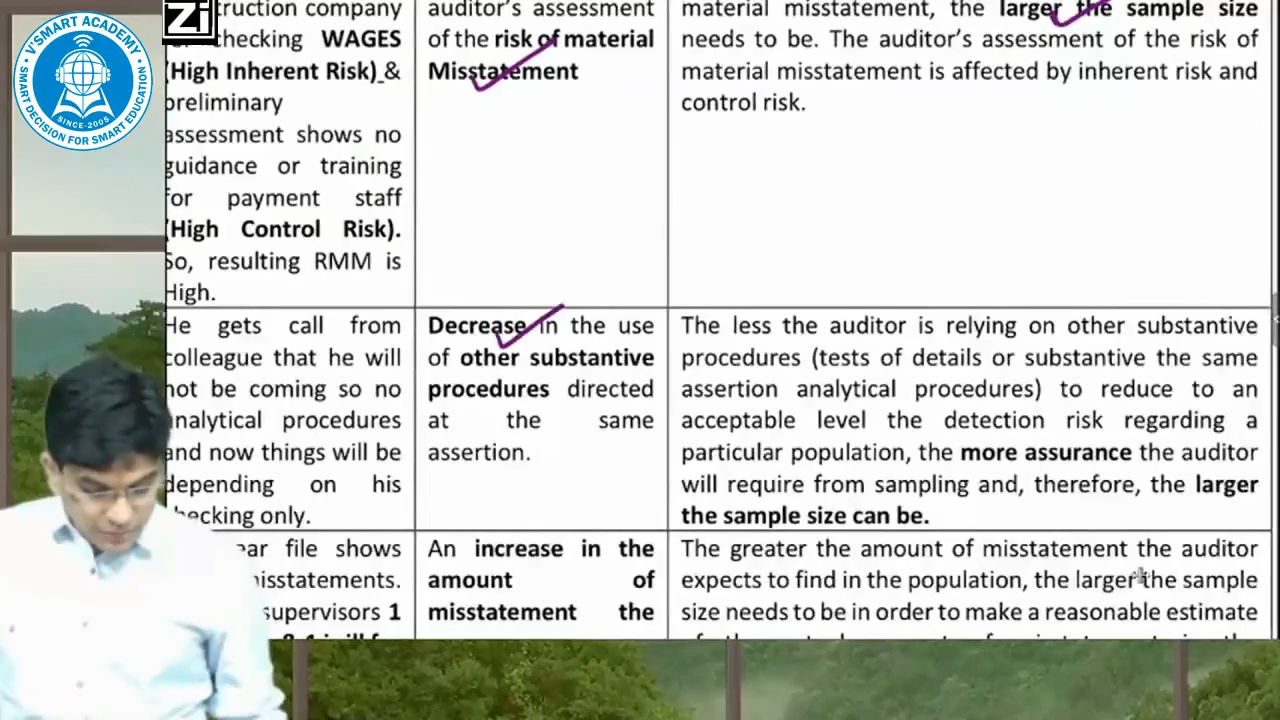 V'SMART ACADEMY
SMART DECISION FOR SMART EDUCATION
SINCE-2005
Zi
truction company
checking WAGES
(High Inherent Risk) &
preliminary
assessment shows no
guidance or training
for payment staff
(High Control Risk).
So, resulting RMM is
High.
auditor's assessment
of the risk of material
Misstatement
material misstatement, the larger the sample size
needs to be. The auditor's assessment of the risk of
material misstatement is affected by inherent risk and
control risk.
He gets call from
colleague that he will
not be coming so no
analytical procedures
and now things will be
depending on his
hecking only.
Decrease in the use
of other substantive
procedures directed
at the same
assertion.
The less the auditor is relying on other substantive
procedures (tests of details or substantive the same
assertion analytical procedures) to reduce to an
acceptable level the detection risk regarding a
particular population, the more assurance the auditor
will require from sampling and, therefore, the larger
the sample size can be.
ear file shows
misstatements.
supervisors 1
An increase in the
amount of
misstatement the
The greater the amount of misstatement the auditor
expects to find in the population, the larger the sample
size needs to be in order to make a reasonable estimate